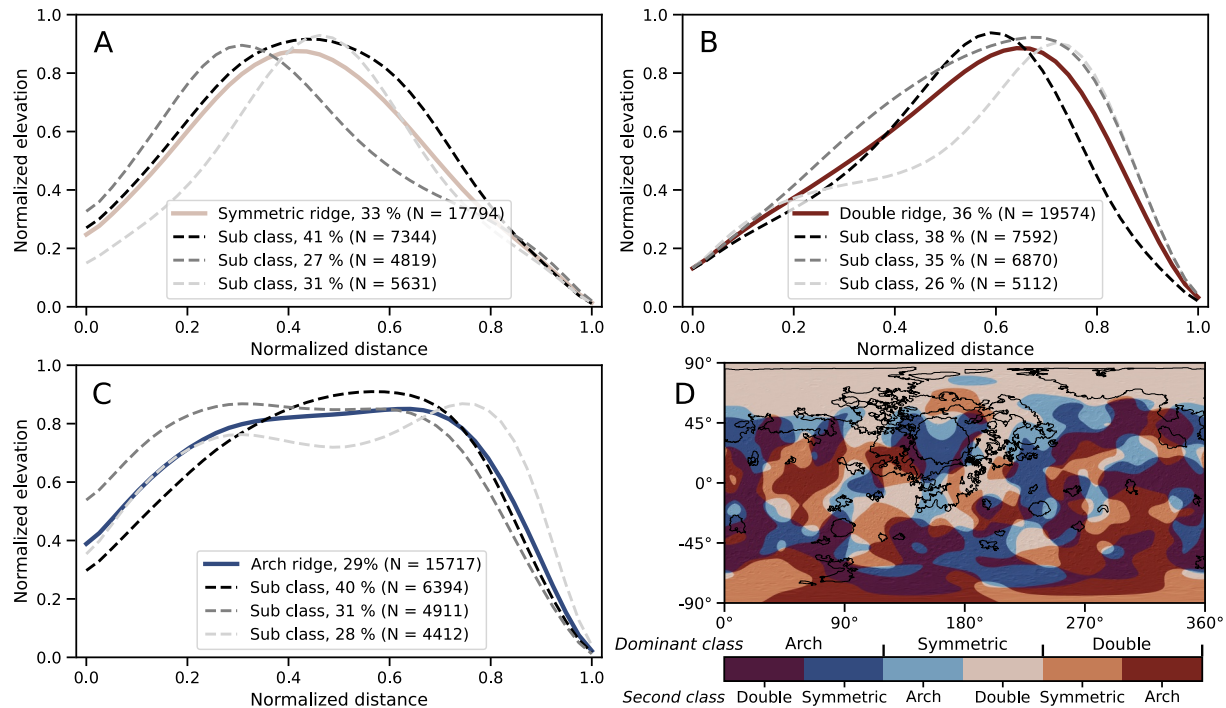 A
Normalized elevation
1.0
0.8
0.6
0.4
0.2
0.0
Symmetric ridge, 33 % (N = 17794)
Sub class, 41 % (N = 7344)
Sub class, 27 % (N = 4819)
Sub class, 31 % (N = 5631)
0.0 0.2 0.4 0.6 0.8 1.0
Normalized distance
B
Normalized elevation
1.0
0.8
0.6
0.4
0.2
0.0
Double ridge, 36 % (N = 19574)
Sub class, 38 % (N = 7592)
Sub class, 35 % (N = 6870)
Sub class, 26 % (N = 5112)
0.0 0.2 0.4 0.6 0.8 1.0
Normalized distance
C
Normalized elevation
1.0
0.8
0.6
0.4
0.2
0.0
Arch ridge, 29% (N = 15717)
Sub class, 40 % (N = 6394)
Sub class, 31 % (N = 4911)
Sub class, 28 % (N = 4412)
0.0 0.2 0.4 0.6 0.8 1.0
Normalized distance
D
90°
45°
0°
-45°
-90°
0° 90° 180° 270° 360°
Dominant class Arch Symmetric Double
Second class Double Symmetric Arch Double Symmetric Arch